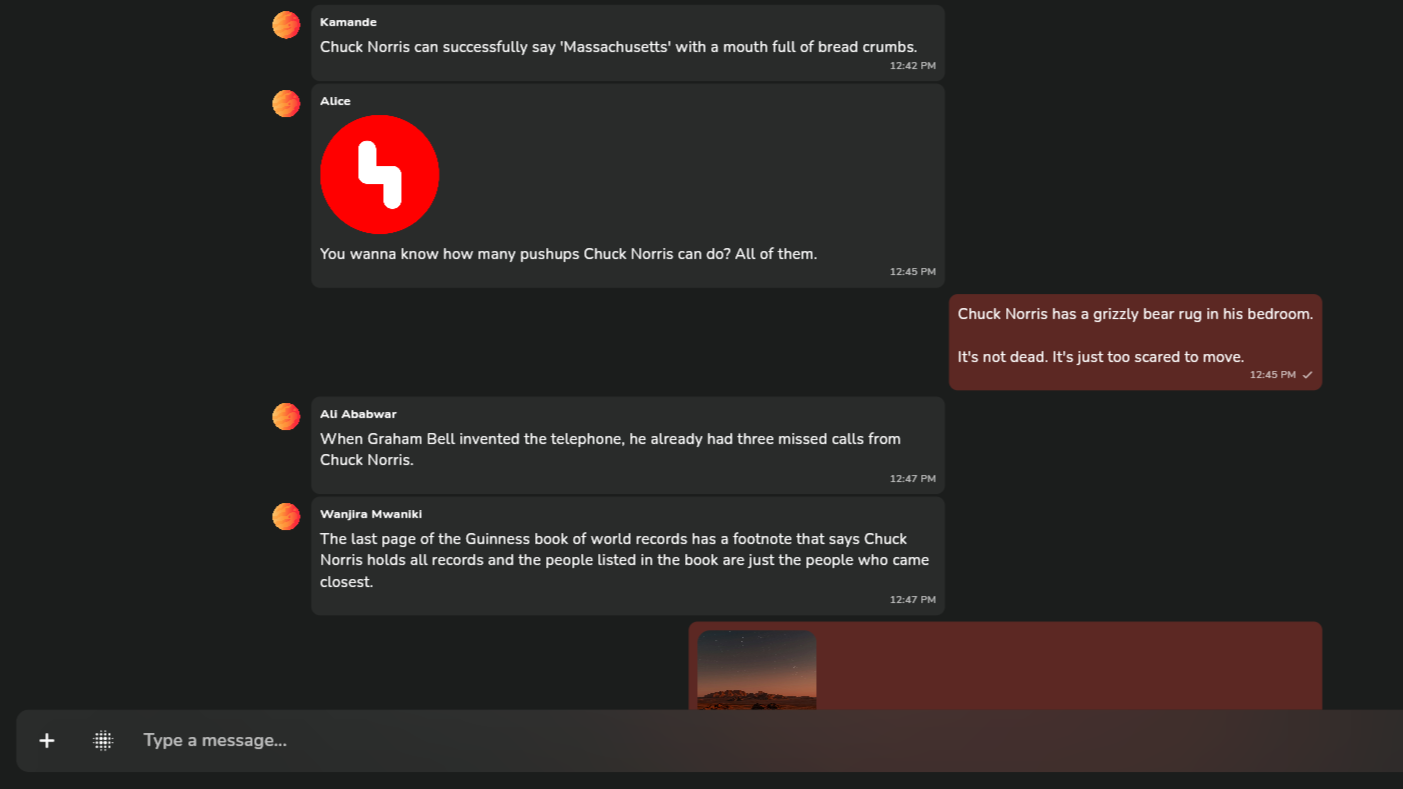 Kamande
Chuck Norris can successfully say 'Massachusetts' with a mouth full of bread crumbs.
12:42 PM
Alice
You wanna know how many pushups Chuck Norris can do? All of them.
12:45 PM
Chuck Norris has a grizzly bear rug in his bedroom.
It's not dead. It's just too scared to move.
12:45 PM
Ali Ababwar
When Graham Bell invented the telephone, he already had three missed calls from
Chuck Norris.
12:47 PM
Wanjira Mwaniki
The last page of the Guinness book of world records has a footnote that says Chuck
Norris holds all records and the people listed in the book are just the people who came
closest.
12:47 PM
Type a message...